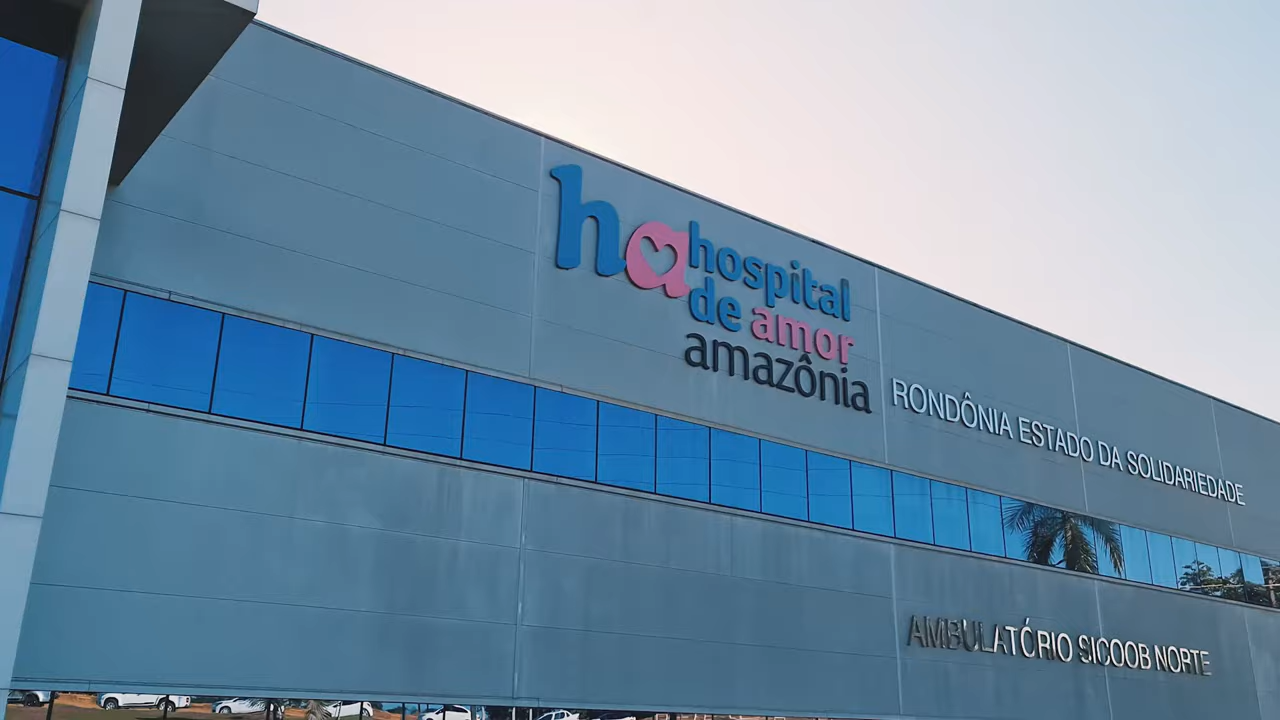 ha
hospital
de amor
amazônia
RONDÔNIA ESTADO DA SOLIDARIEDADE
AMBULATÓRIO SICOOB NORTE